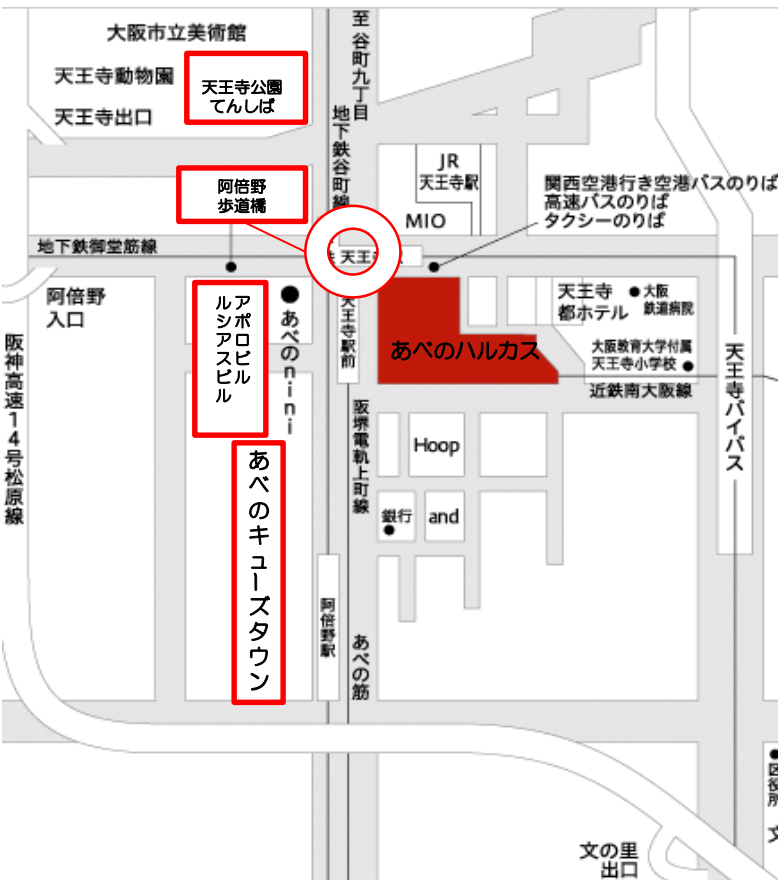 大阪市立美術館
天王寺動物園
天王寺公園
てんしば
天王寺出口
至 谷町九丁目
地下鉄谷町線
JR
天王寺駅
MIO
関西空港行き空港バスのりば
高速バスのりば
タクシーのりば
阿倍野
歩道橋
地下鉄御堂筋線
天王
阿倍野
入口
アポロビル
ルシアスビル
あべのnini
天王寺駅前
あべのハルカス
天王寺
都ホテル
大阪
鉄道病院
大阪教育大学付属
天王寺小学校
近鉄南大阪線
天王寺バイパス
阪神高速14号松原線
阪堺電軌上町線
Hoop
銀行
and
あべのキューズタウン
阿倍野駅
あべの筋
区役所
文の里
出口